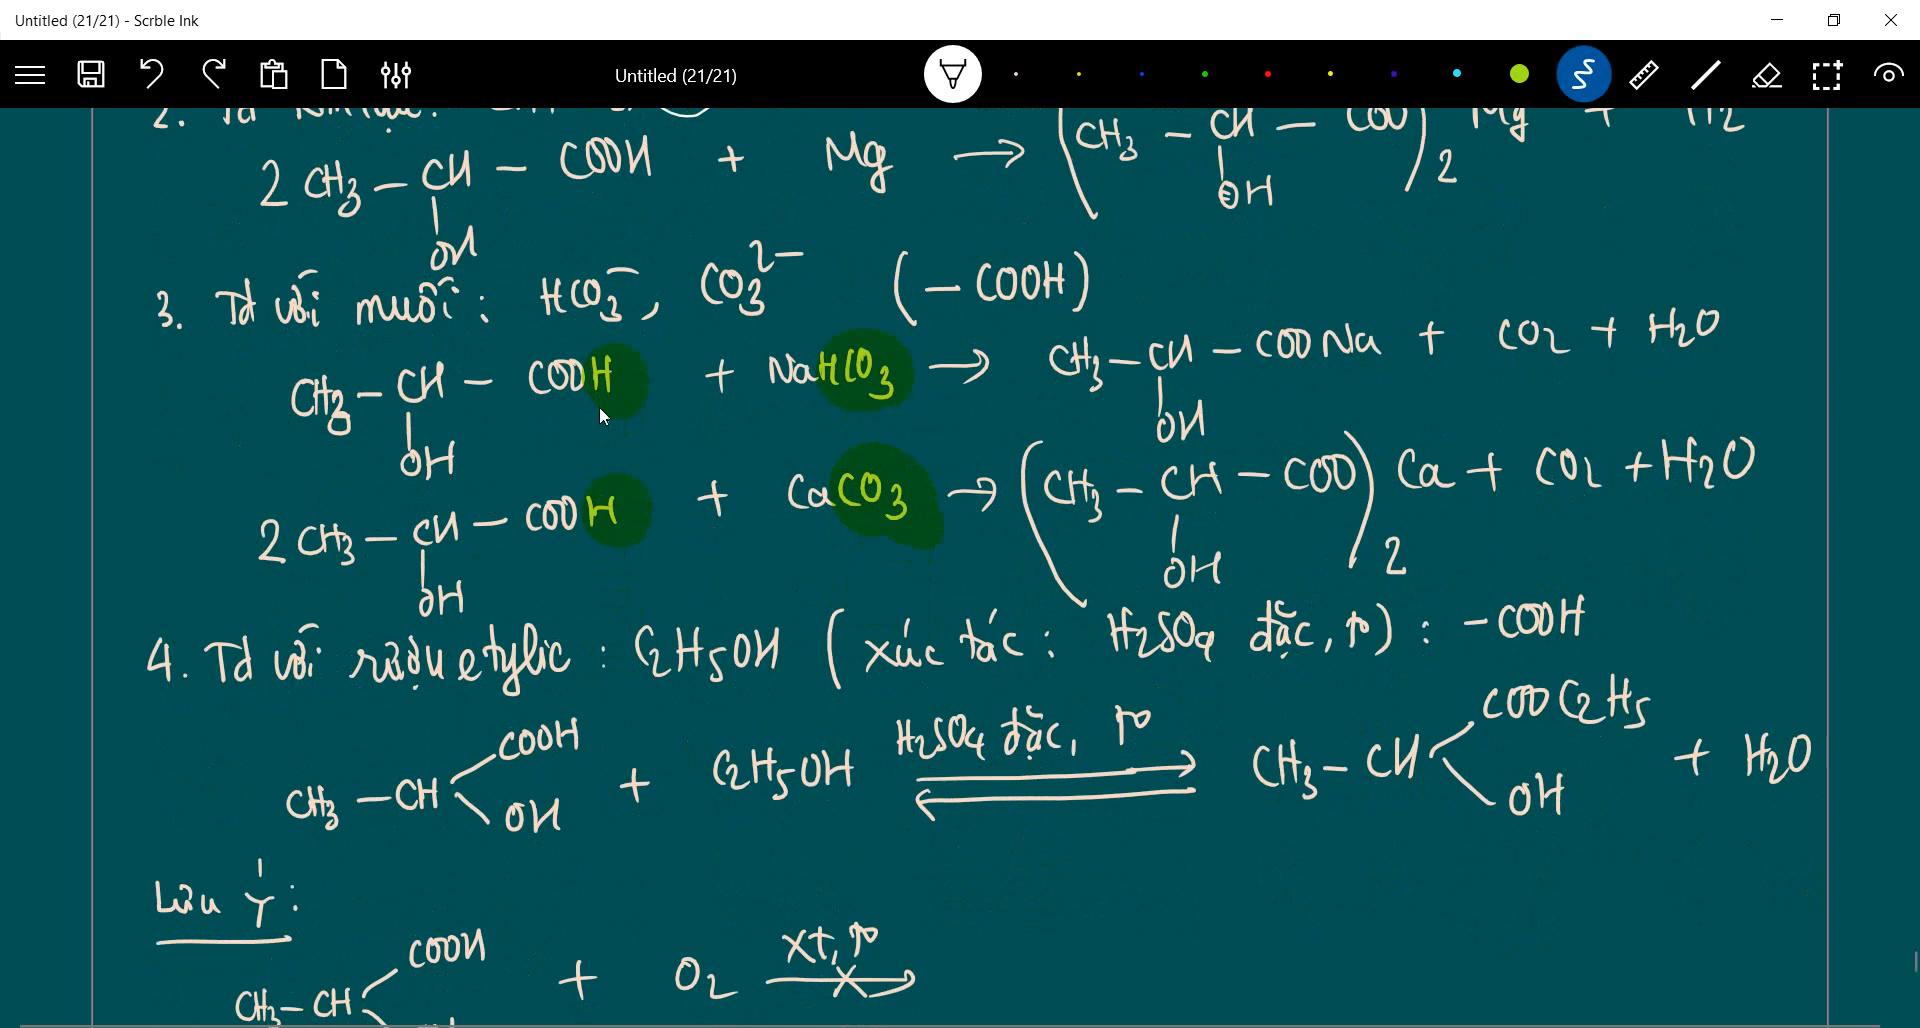 Untitled (21/21) - Scrble Ink
Untitled (21/21)
2. Td kim loại:
2 CH3 – CH – COOH + Mg → (CH3 – CH – COO)2 Mg + H2
OH OH
3. Td với muối : HCO3−, CO3 2− ( – COOH )
CH3 – CH – COOH + NaHCO3 → CH3 – CH – COONa + CO2 + H2O
OH OH
2 CH3 – CH – COOH + CaCO3 → (CH3 – CH – COO)2 Ca + CO2 + H2O
OH OH
4. Td với rượu etylic : C2H5OH ( xúc tác : H2SO4 đặc, t° ) : – COOH
COOH H2SO4 đặc, t° COOC2H5
CH3 – CH + C2H5OH ⇌ CH3 – CH + H2O
OH OH
Lưu Ý :
COOH xt, t°
CH3 – CH + O2